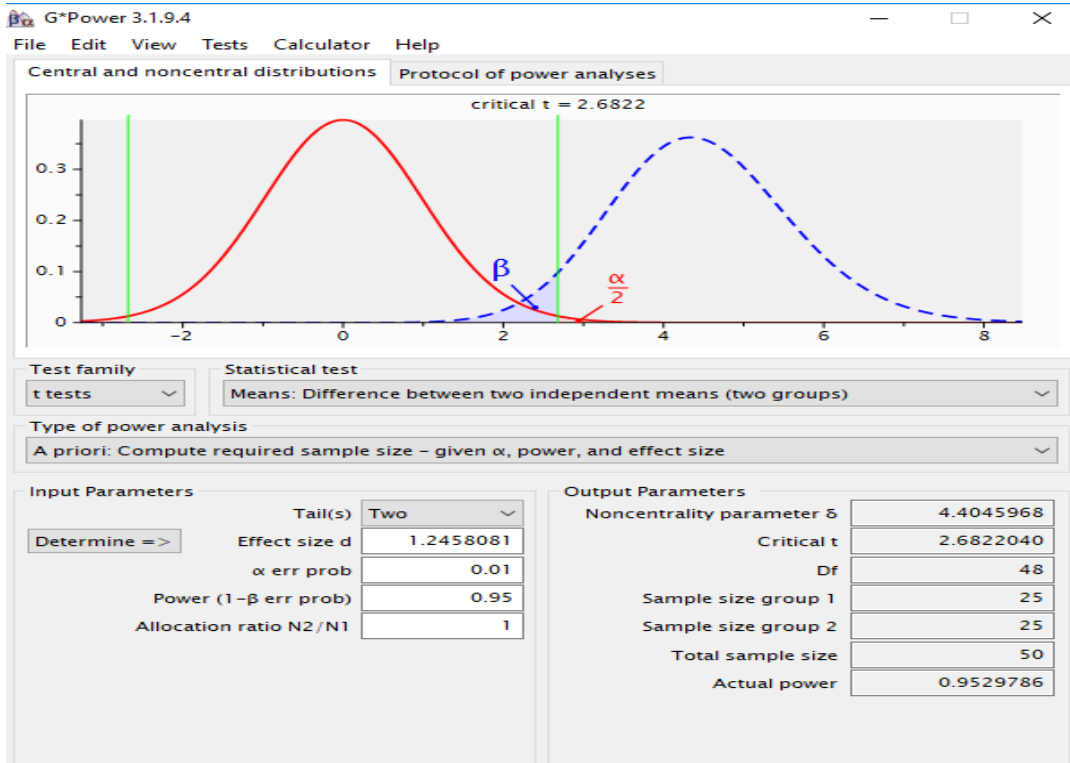 G*Power 3.1.9.4
File Edit View Tests Calculator Help
Central and noncentral distributions Protocol of power analyses
critical t = 2.6822
0.3
0.2
0.1
0
β
α
2
−2 0 2 4 6 8
Test family Statistical test
t tests Means: Difference between two independent means (two groups)
Type of power analysis
A priori: Compute required sample size – given α, power, and effect size
Input Parameters Output Parameters
Tail(s) Two Noncentrality parameter δ 4.4045968
Determine => Effect size d 1.2458081 Critical t 2.6822040
α err prob 0.01 Df 48
Power (1−β err prob) 0.95 Sample size group 1 25
Allocation ratio N2/N1 1 Sample size group 2 25
Total sample size 50
Actual power 0.9529786